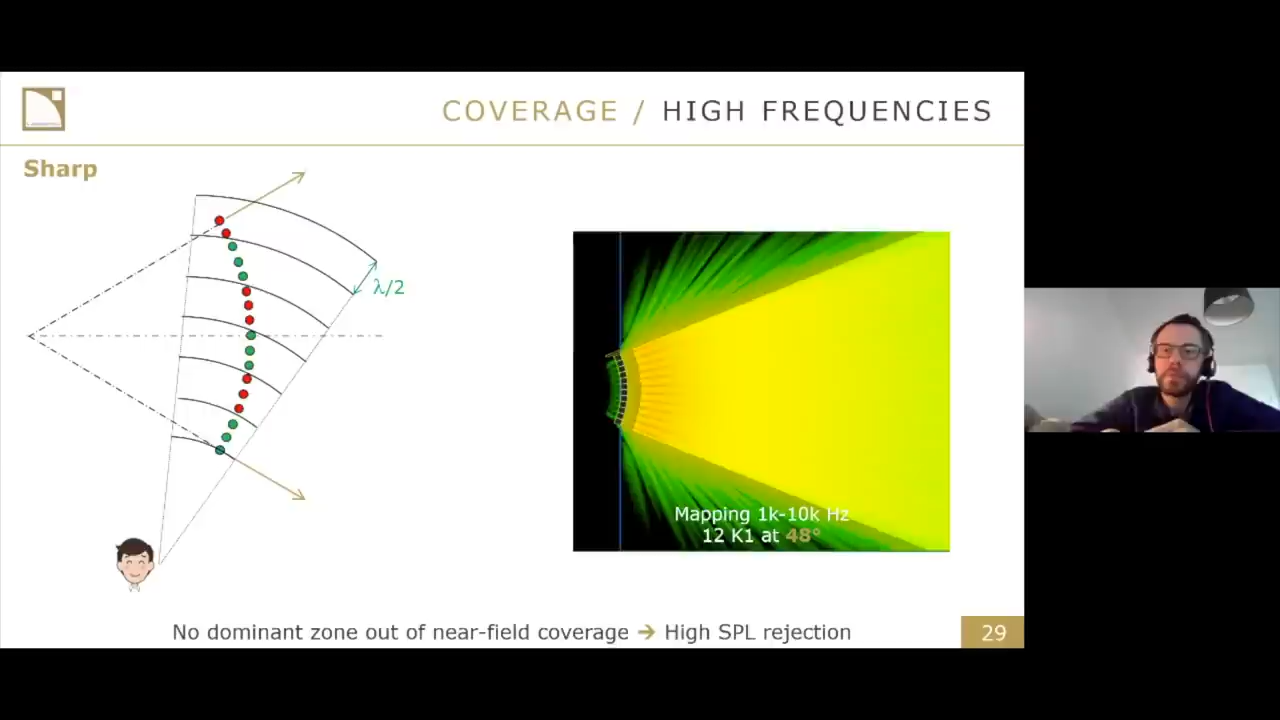 COVERAGE / HIGH FREQUENCIES
Sharp
λ/2
Mapping 1k-10k Hz
12 K1 at 48°
No dominant zone out of near-field coverage → High SPL rejection
29